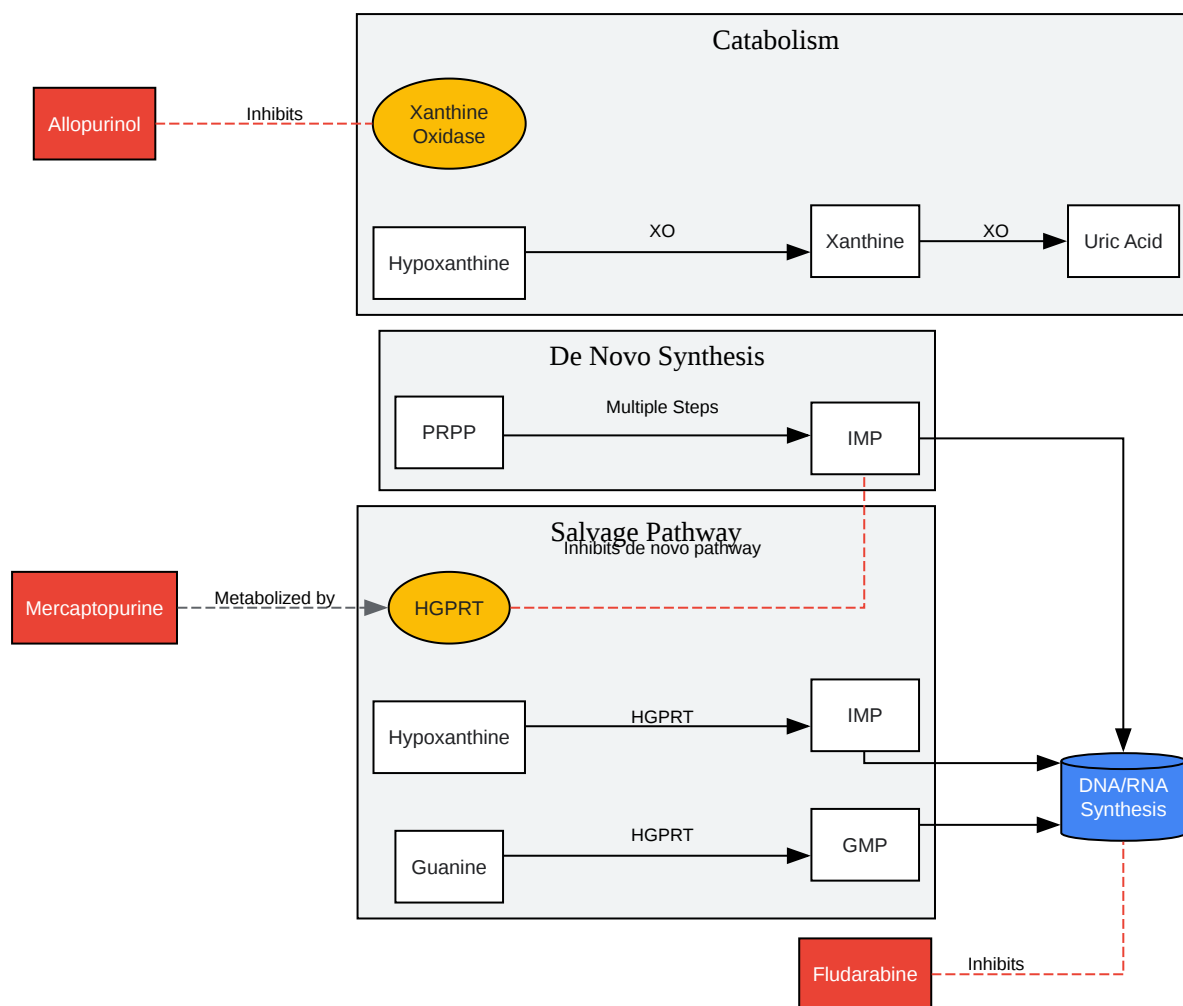 Catabolism
Allopurinol
Inhibits
Xanthine
Oxidase
Hypoxanthine
XO
Xanthine
XO
Uric Acid
De Novo Synthesis
PRPP
Multiple Steps
IMP
Salvage Pathway
Inhibits de novo pathway
Mercaptopurine
Metabolized by
HGPRT
Hypoxanthine
HGPRT
IMP
DNA/RNA
Synthesis
Guanine
HGPRT
GMP
Fludarabine
Inhibits